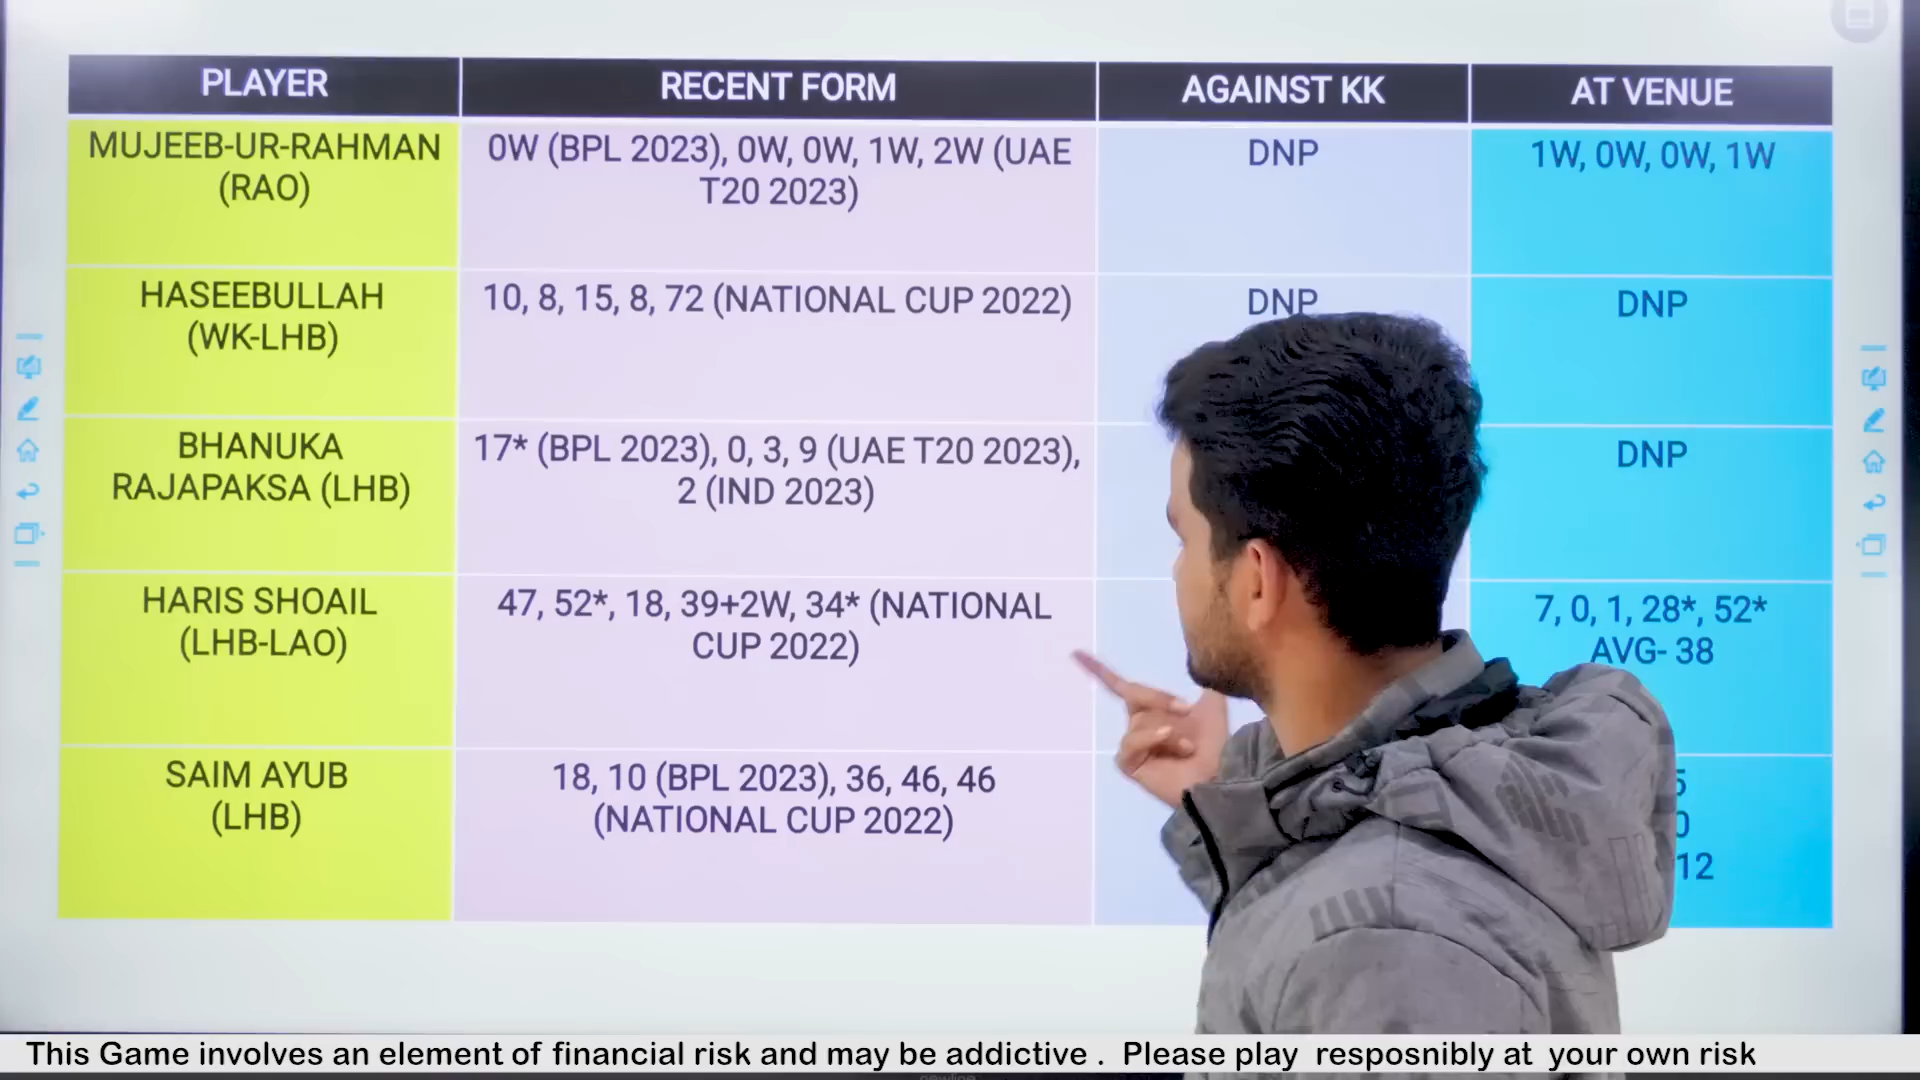 PLAYER
RECENT FORM
AGAINST KK
AT VENUE
MUJEEB-UR-RAHMAN
(RAO)
0W (BPL 2023), 0W, 0W, 1W, 2W (UAE
T20 2023)
DNP
1W, 0W, 0W, 1W
HASEEBULLAH
(WK-LHB)
10, 8, 15, 8, 72 (NATIONAL CUP 2022)
DNP
DNP
BHANUKA
RAJAPAKSA (LHB)
17* (BPL 2023), 0, 3, 9 (UAE T20 2023),
2 (IND 2023)
DNP
HARIS SHOAIL
(LHB-LAO)
47, 52*, 18, 39+2W, 34* (NATIONAL
CUP 2022)
7, 0, 1, 28*, 52*
AVG- 38
SAIM AYUB
(LHB)
18, 10 (BPL 2023), 36, 46, 46
(NATIONAL CUP 2022)
12
This Game involves an element of financial risk and may be addictive . Please play resposnibly at your own risk